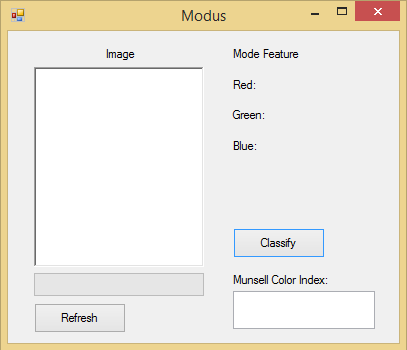 Modus
Image
Mode Feature
Red:
Green:
Blue:
Classify
Munsell Color Index:
Refresh